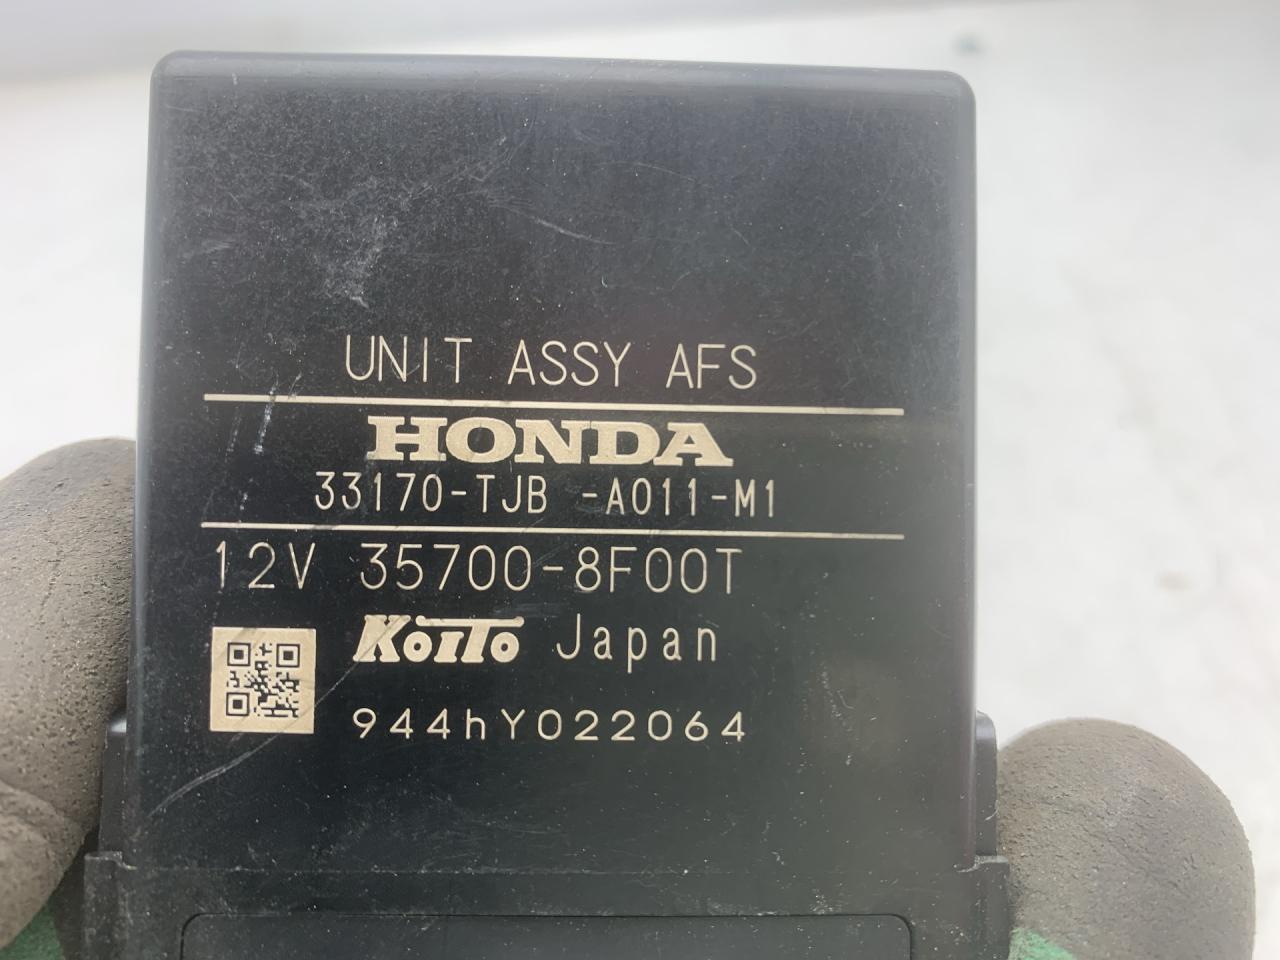 UNIT ASSY AFS
HONDA
33170-TJB -A011-M1
12V 35700-8F00T
KoiTo Japan
944hY022064